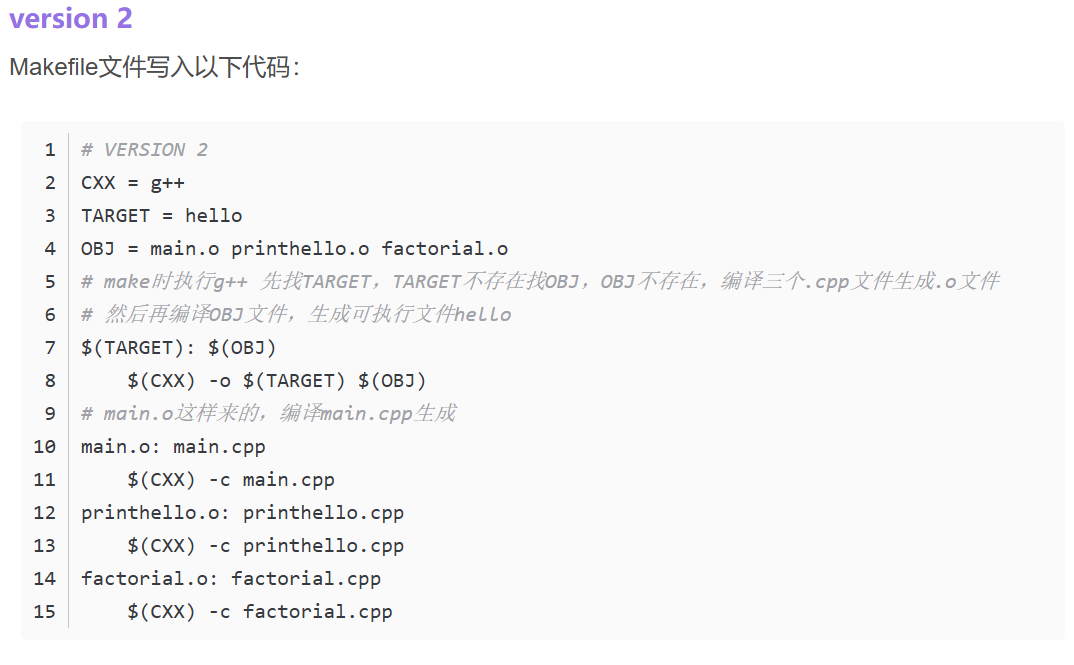 version 2
Makefile文件写入以下代码：
1 # VERSION 2
2 CXX = g++
3 TARGET = hello
4 OBJ = main.o printhello.o factorial.o
5 # make时执行g++ 先找TARGET，TARGET不存在找OBJ，OBJ不存在，编译三个.cpp文件生成.o文件
6 # 然后再编译OBJ文件，生成可执行文件hello
7 $(TARGET): $(OBJ)
8     $(CXX) -o $(TARGET) $(OBJ)
9 # main.o这样来的，编译main.cpp生成
10 main.o: main.cpp
11     $(CXX) -c main.cpp
12 printhello.o: printhello.cpp
13     $(CXX) -c printhello.cpp
14 factorial.o: factorial.cpp
15     $(CXX) -c factorial.cpp